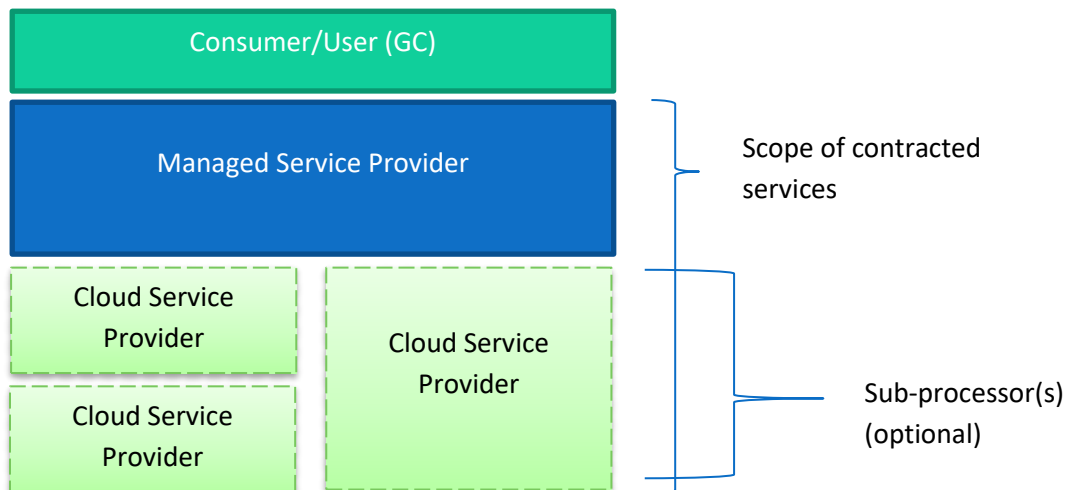 Consumer/User (GC)
Managed Service Provider
Scope of contracted
services
Cloud Service
Provider
Cloud Service
Provider
Cloud Service
Provider
Sub-processor(s)
(optional)